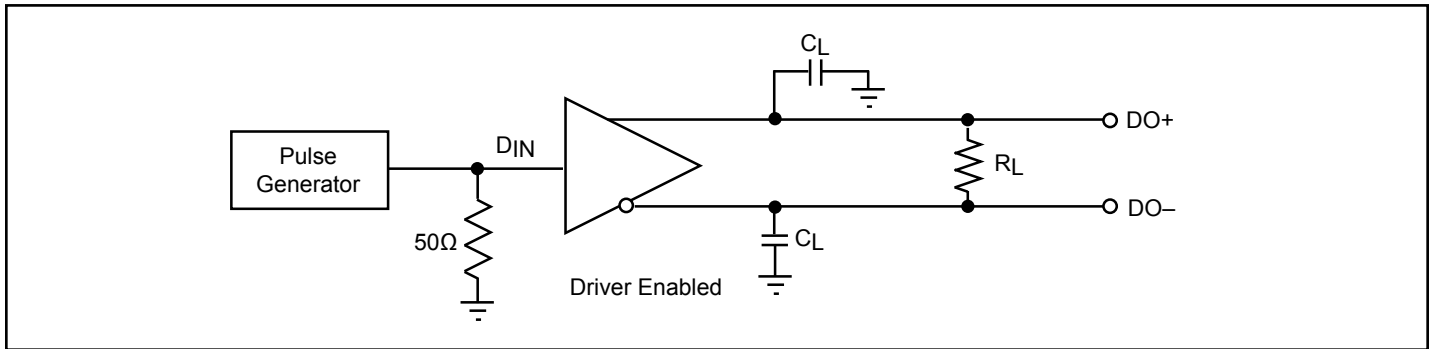 CL
DO+
DIN
Pulse
Generator
RL
DO–
50Ω
CL
Driver Enabled